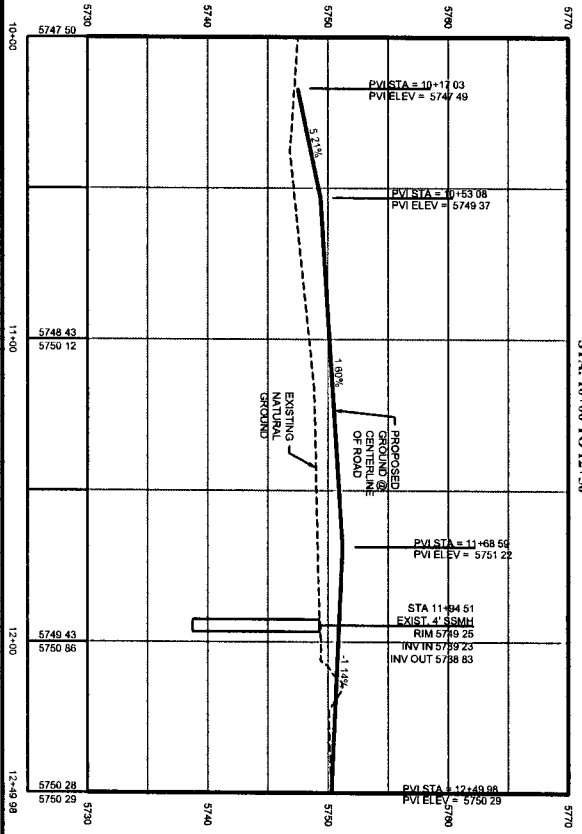 5730
5740
5750
5760
5770
10+00
5747 50
PVI STA = 10+17 03
PVI ELEV = 5747 49
5 21%
PVI STA = 10+53 08
PVI ELEV = 5749 37
11+00
5748 43
5750 12
1 60%
EXISTING
NATURAL
GROUND
PROPOSED
GROUND @
CENTERLINE
OF ROAD
PVI STA = 11+68 59
PVI ELEV = 5751 22
STA 11+94 51
EXIST. 4' SSMH
RIM 5749 25
INV IN 5739 23
INV OUT 5738 83
12+00
5749 43
5750 86
-1 14%
12+49 98
5750 28
5750 29
PVI STA = 12+49 98
PVI ELEV = 5750 29
5730
5740
5750
5760
5770